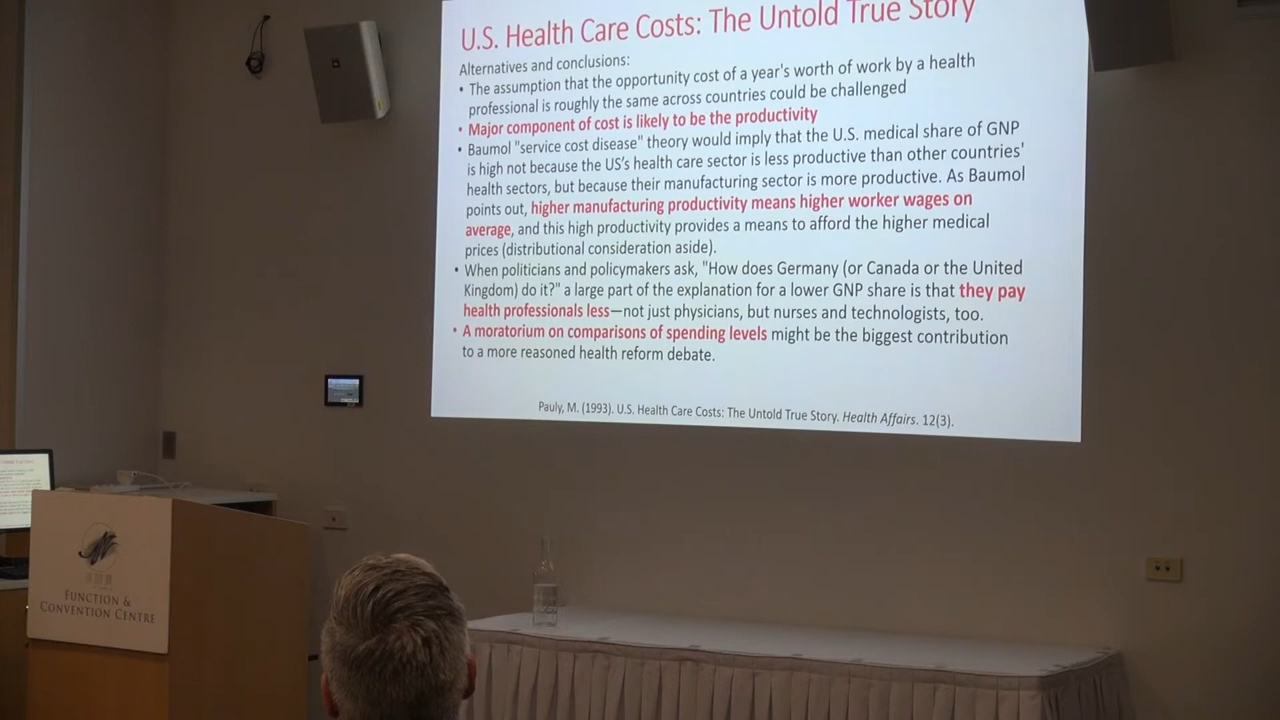 U.S. Health Care Costs: The Untold True Story
Alternatives and conclusions:
• The assumption that the opportunity cost of a year's worth of work by a health
professional is roughly the same across countries could be challenged
• Major component of cost is likely to be the productivity
• Baumol "service cost disease" theory would imply that the U.S. medical share of GNP
is high not because the US's health care sector is less productive than other countries'
health sectors, but because their manufacturing sector is more productive. As Baumol
points out, higher manufacturing productivity means higher worker wages on
average, and this high productivity provides a means to afford the higher medical
prices (distributional consideration aside).
• When politicians and policymakers ask, "How does Germany (or Canada or the United
Kingdom) do it?" a large part of the explanation for a lower GNP share is that they pay
health professionals less—not just physicians, but nurses and technologists, too.
• A moratorium on comparisons of spending levels might be the biggest contribution
to a more reasoned health reform debate.
Pauly, M. (1993). U.S. Health Care Costs: The Untold True Story. Health Affairs. 12(3).
FUNCTION &
CONVENTION CENTRE